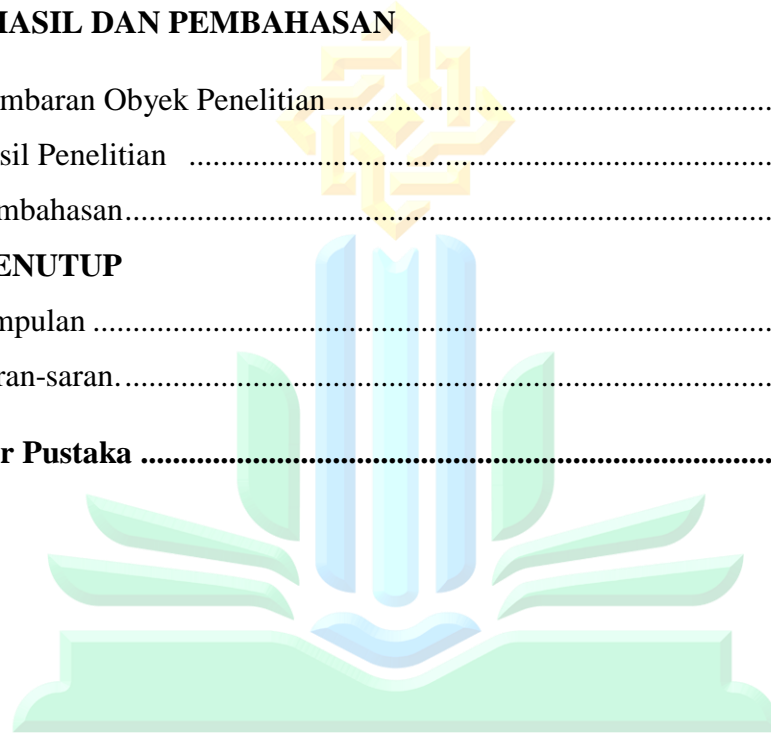 HASIL DAN PEMBAHASAN
mbaran Obyek Penelitian ........................................................
sil Penelitian ........................................................................
mbahasan................................................................................
ENUTUP
mpulan ....................................................................................
ran-saran.................................................................................
r Pustaka ..............................................................................